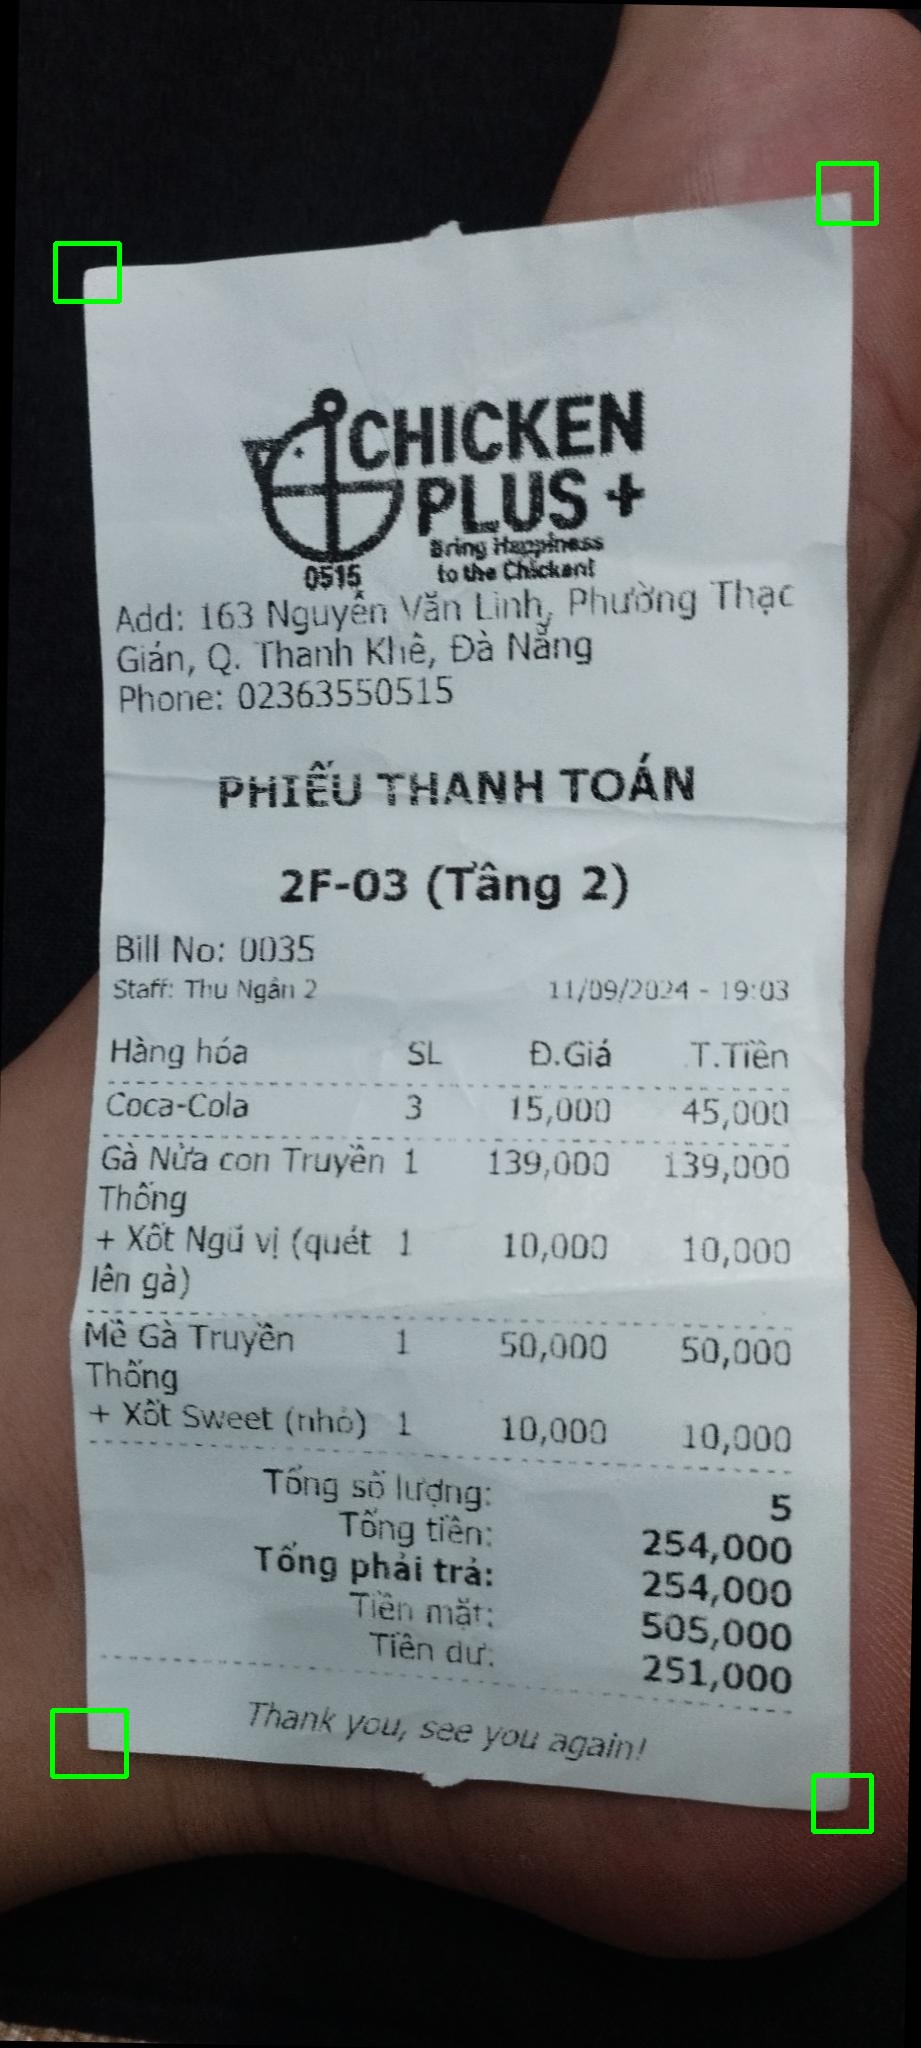 CHICKEN
PLUS +
Bring Happiness
to the Chicken!
0515
Add: 163 Nguyễn Văn Linh, Phường Thạc
Gián, Q. Thanh Khê, Đà Nẵng
Phone: 02363550515
PHIẾU THANH TOÁN
2F-03 (Tầng 2)
Bill No: 0035
Staff: Thu Ngân 2 11/09/2024 - 19:03
Hàng hóa SL Đ.Giá T.Tiền
Coca-Cola 3 15,000 45,000
Gà Nửa con Truyền 1 139,000 139,000
Thống
+ Xốt Ngũ vị (quét 1 10,000 10,000
lên gà)
Mề Gà Truyền 1 50,000 50,000
Thống
+ Xốt Sweet (nhỏ) 1 10,000 10,000
Tổng số lượng: 5
Tổng tiền: 254,000
Tổng phải trả: 254,000
Tiền mặt: 505,000
Tiền dư: 251,000
Thank you, see you again!